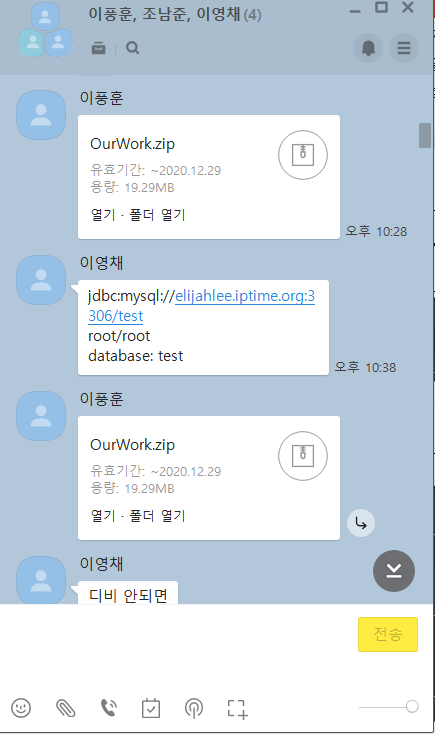 이풍훈, 조남준, 이영채 (4)
이풍훈
OurWork.zip
유효기간: ~2020.12.29
용량: 19.29MB
열기 · 폴더 열기
오후 10:28
이영채
jdbc:mysql://elijahlee.iptime.org:3
306/test
root/root
database: test
오후 10:38
이풍훈
OurWork.zip
유효기간: ~2020.12.29
용량: 19.29MB
열기 · 폴더 열기
이영채
디비 안되면
전송